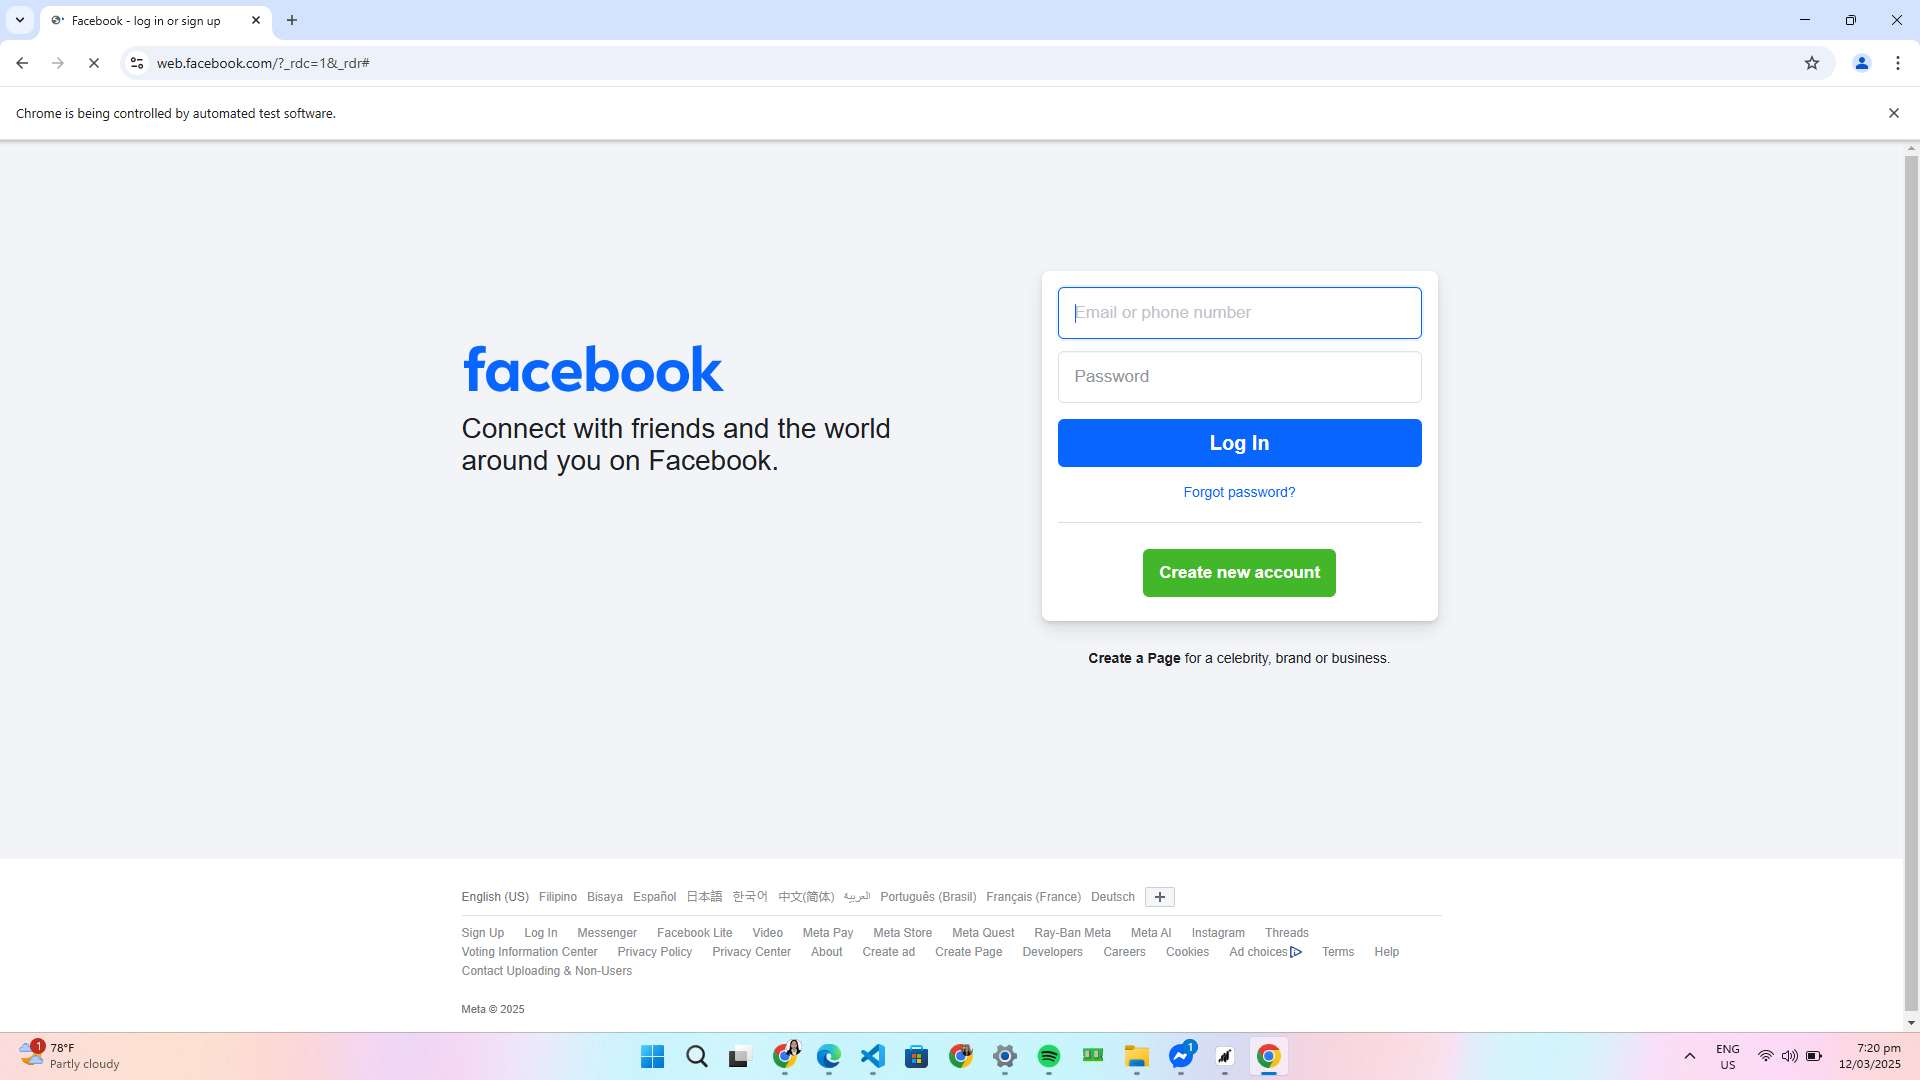 Facebook - log in or sign up
web.facebook.com/?_rdc=1&_rdr#
Chrome is being controlled by automated test software.
facebook
Connect with friends and the world
around you on Facebook.
Email or phone number
Password
Log In
Forgot password?
Create new account
Create a Page for a celebrity, brand or business.
English (US) Filipino Bisaya Español 日本語 한국어 中文(简体) العربية Português (Brasil) Français (France) Deutsch
Sign Up Log In Messenger Facebook Lite Video Meta Pay Meta Store Meta Quest Ray-Ban Meta Meta AI Instagram Threads
Voting Information Center Privacy Policy Privacy Center About Create ad Create Page Developers Careers Cookies Ad choices Terms Help
Contact Uploading & Non-Users
Meta © 2025
1
78°F
Partly cloudy
1
ENG
US
7:20 pm
12/03/2025